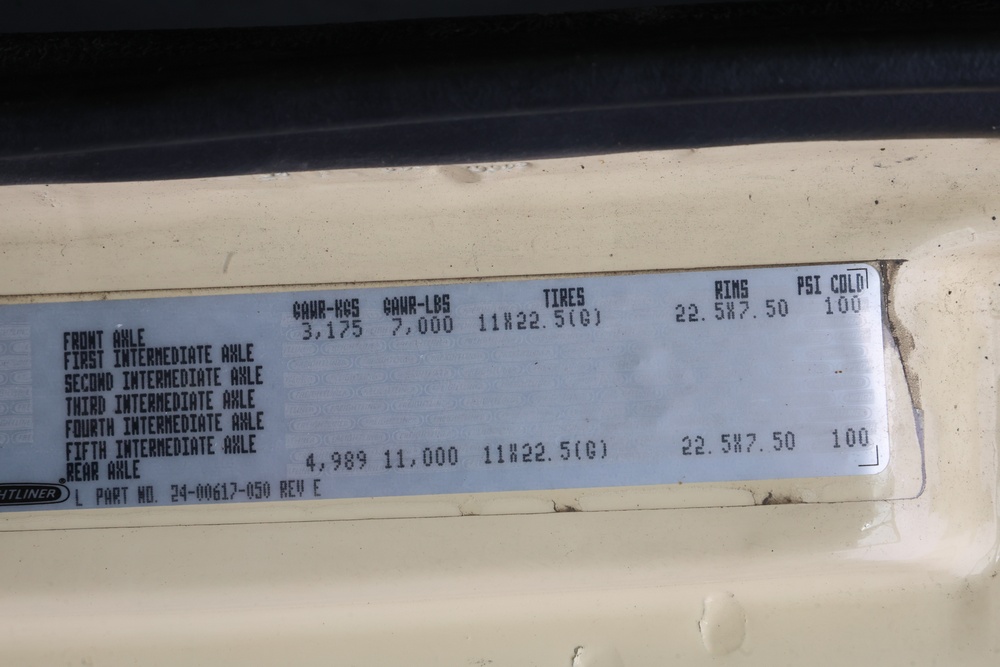 GAWR-KGS GAWR-LBS TIRES RIMS PSI COLD
FRONT AXLE 3,175 7,000 11X22.5(G) 22.5X7.50 100
FIRST INTERMEDIATE AXLE
SECOND INTERMEDIATE AXLE
THIRD INTERMEDIATE AXLE
FOURTH INTERMEDIATE AXLE
FIFTH INTERMEDIATE AXLE
REAR AXLE 4,989 11,000 11X22.5(G) 22.5X7.50 100
HTLINER L PART NO. 24-00617-050 REV E